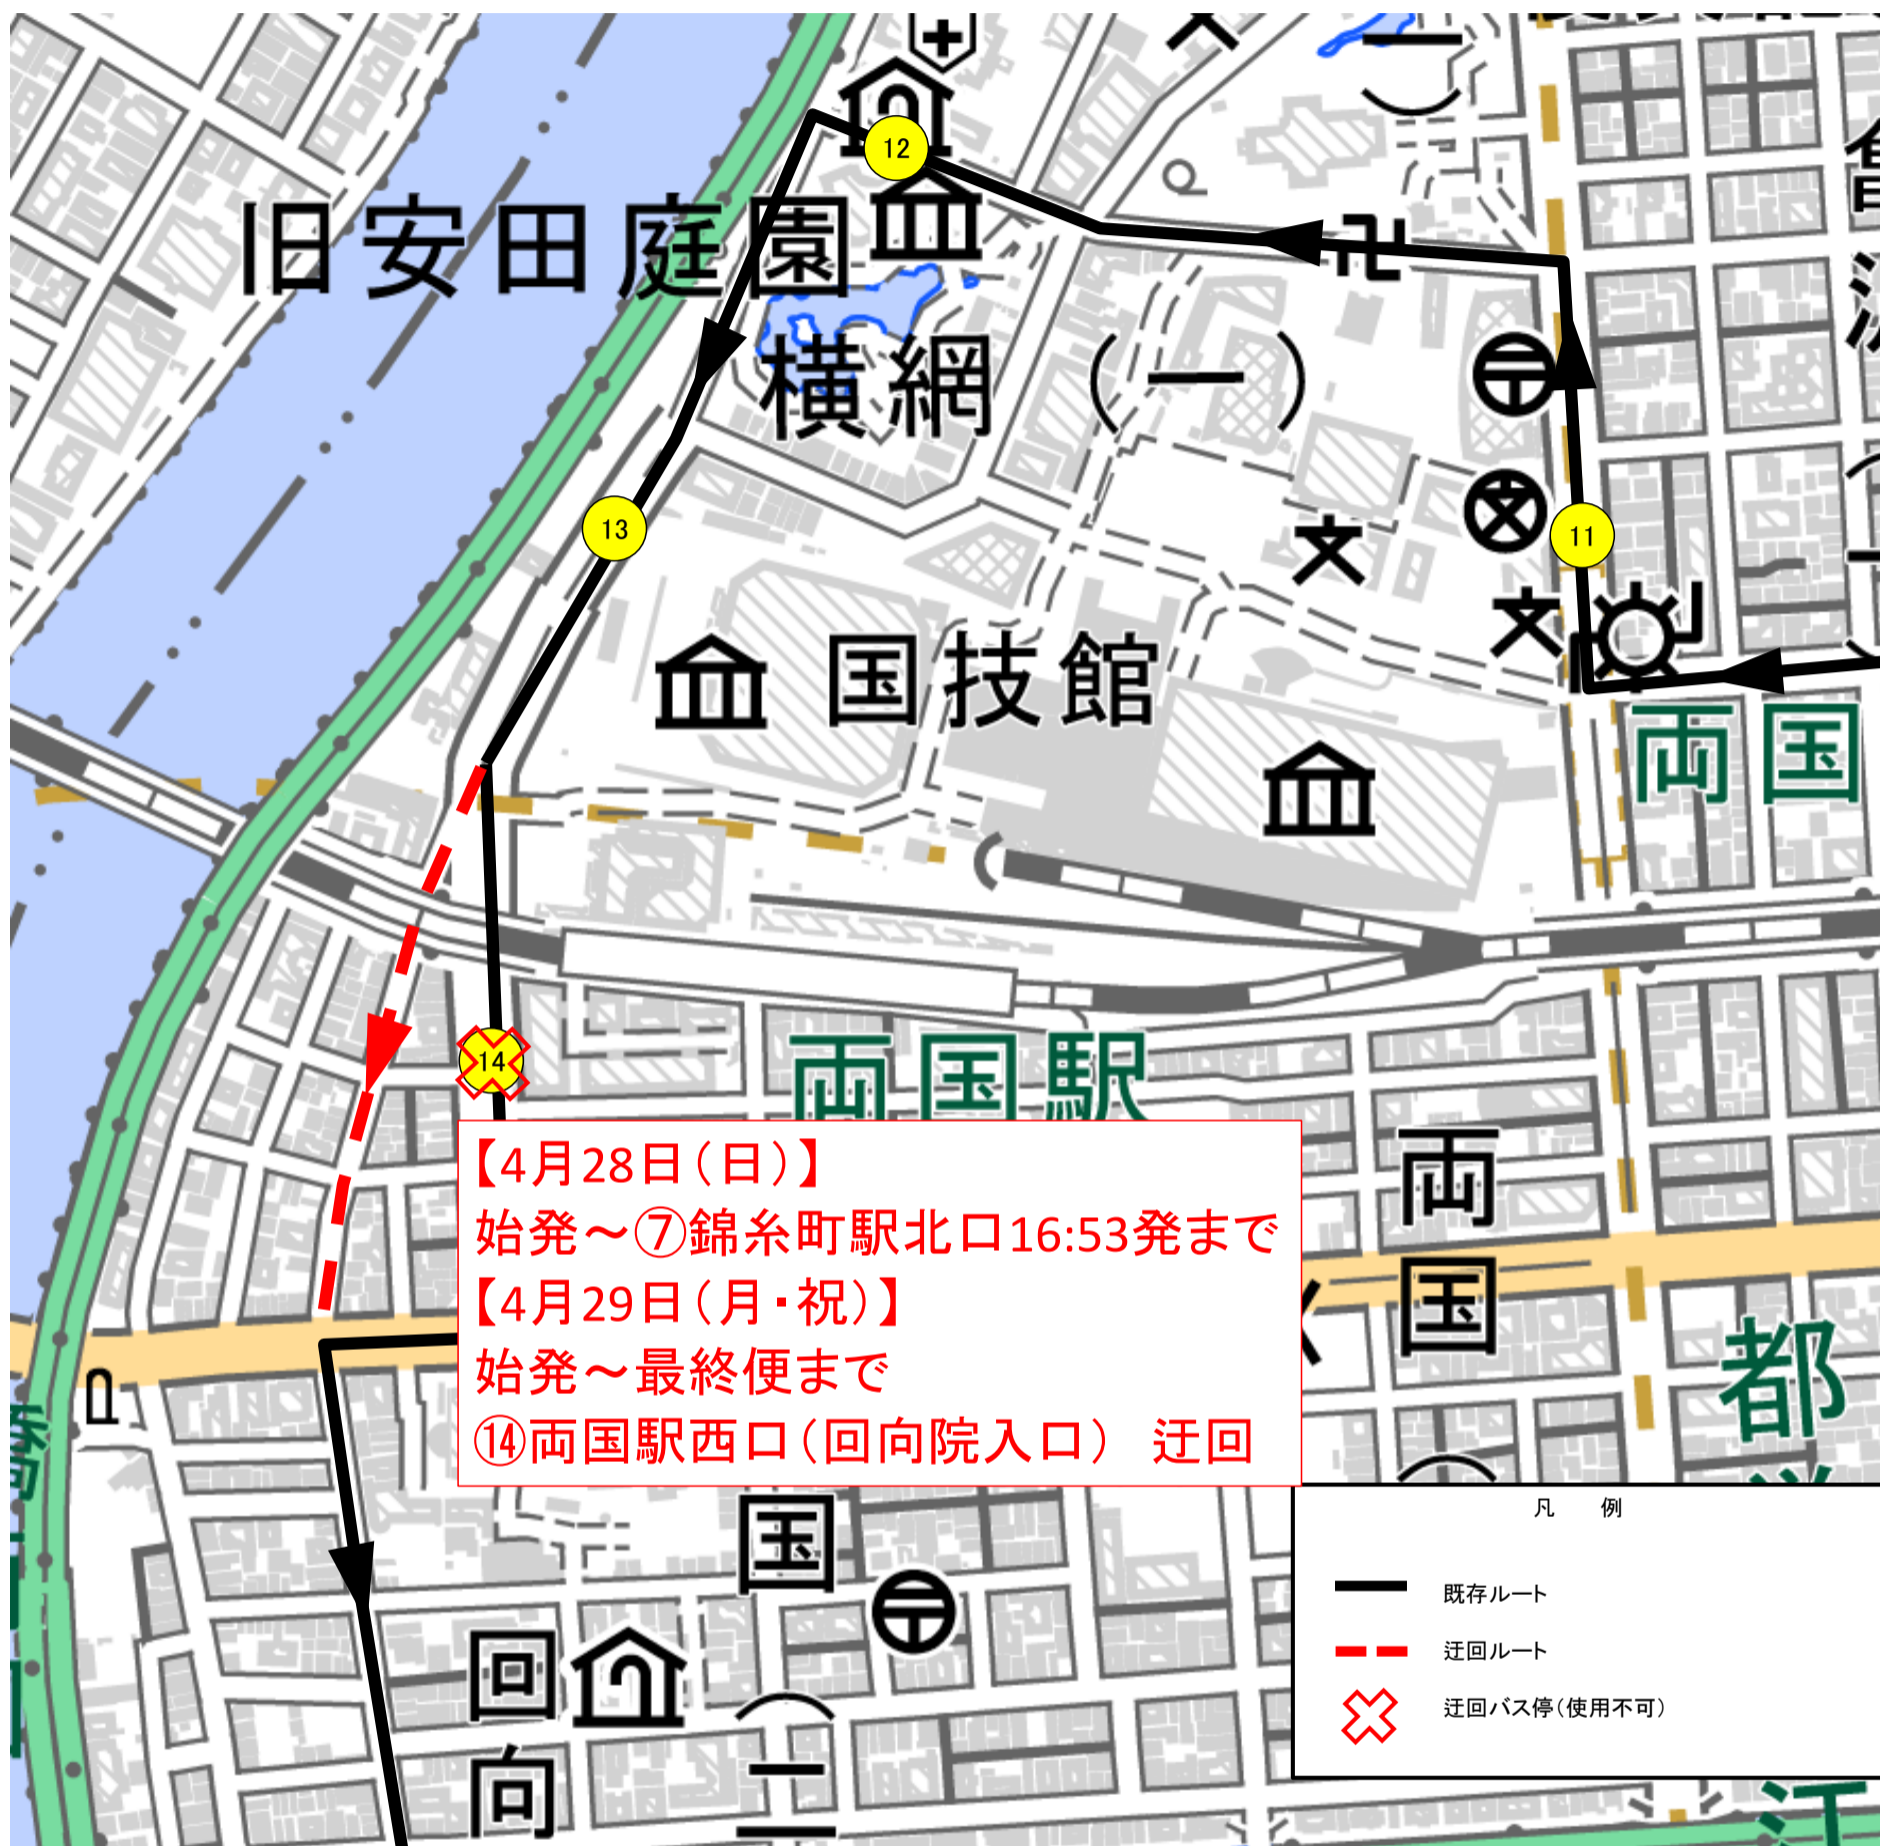 12
旧安田庭園
横網(一)
13
11
国技館
両国
14
両国駅
両国
【4月28日(日)】
始発～⑦錦糸町駅北口16:53発まで
【4月29日(月・祝)】
始発～最終便まで
⑭両国駅西口(回向院入口) 迂回
都
P
国
(二
回向
凡 例
既存ルート
迂回ルート
迂回バス停(使用不可)
江